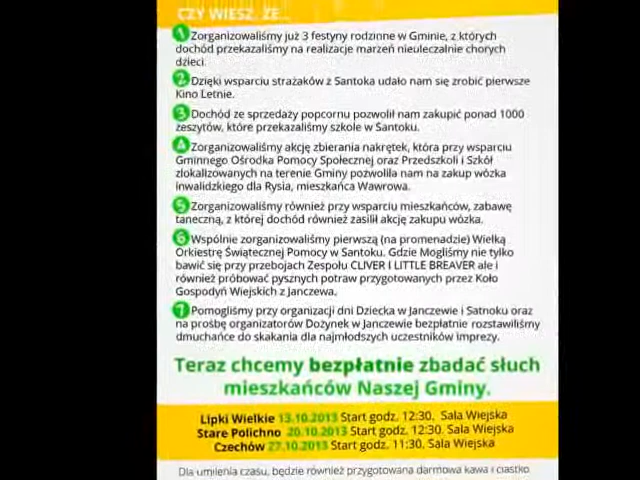 CZY WIESZ, ŻE...
1 Zorganizowaliśmy już 3 festyny rodzinne w Gminie, z których
dochód przekazaliśmy na realizacje marzeń nieuleczalnie chorych
dzieci.
2 Dzięki wsparciu strażaków z Santoka udało nam się zrobić pierwsze
Kino Letnie.
3 Dochód ze sprzedaży popcornu pozwolił nam zakupić ponad 1000
zeszytów, które przekazaliśmy szkole w Santoku.
4 Zorganizowaliśmy akcję zbierania nakrętek, która przy wsparciu
Gminnego Ośrodka Pomocy Społecznej oraz Przedszkoli i Szkół
zlokalizowanych na terenie Gminy pozwoliła nam na zakup wózka
inwalidzkiego dla Rysia, mieszkańca Wawrowa.
5 Zorganizowaliśmy również przy wsparciu mieszkańców, zabawę
taneczną, z której dochód również zasilił akcję zakupu wózka.
6 Wspólnie zorganizowaliśmy pierwszą (na promenadzie) Wielką
Orkiestrę Świątecznej Pomocy w Santoku. Gdzie Mogliśmy nie tylko
bawić się przy przebojach Zespołu CLIVER I LITTLE BREAVER ale i
również próbować pysznych potraw przygotowanych przez Koło
Gospodyń Wiejskich z Janczewa.
7 Pomogliśmy przy organizacji dni Dziecka w Janczewie i Satnoku oraz
na prośbę organizatorów Dożynek w Janczewie bezpłatnie rozstawiliśmy
dmuchańce do skakania dla najmłodszych uczestników imprezy.
Teraz chcemy bezpłatnie zbadać słuch
mieszkańców Naszej Gminy.
Lipki Wielkie 13.10.2013 Start godz. 12:30, Sala Wiejska
Stare Polichno 20.10.2013 Start godz. 12:30, Sala Wiejska
Czechów 27.10.2013 Start godz. 11:30, Sala Wiejska
Dla umilenia czasu, będzie również przygotowana darmowa kawa i ciastko